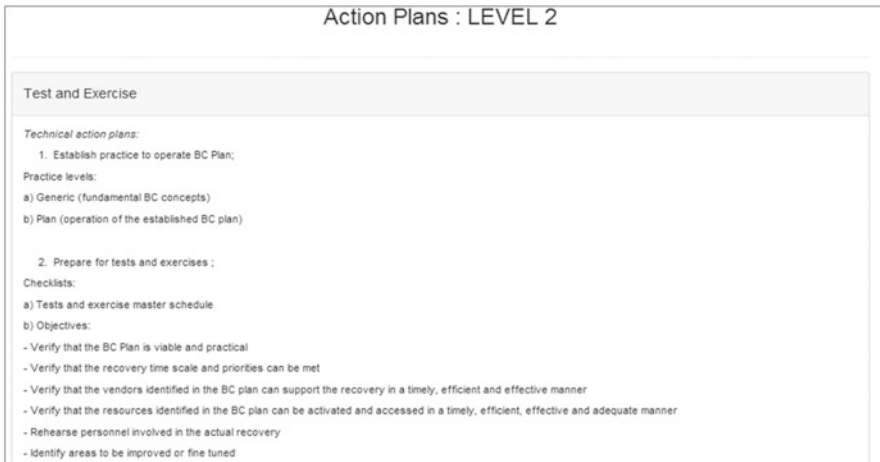 Action Plans : LEVEL 2
Test and Exercise
Technical action plans:
1. Establish practice to operate BC Plan;
Practice levels:
a) Generic (fundamental BC concepts)
b) Plan (operation of the established BC plan)
2. Prepare for tests and exercises ;
Checklists:
a) Tests and exercise master schedule
b) Objectives:
- Verify that the BC Plan is viable and practical
- Verify that the recovery time scale and priorities can be met
- Verify that the vendors identified in the BC plan can support the recovery in a timely, efficient and effective manner
- Verify that the resources identified in the BC plan can be activated and accessed in a timely, efficient, effective and adequate manner
- Rehearse personnel involved in the actual recovery
- Identify areas to be improved or fine tuned